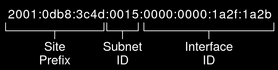 2001:0db8:3c4d:0015:0000:0000:1a2f:1a2b
Site Subnet Interface
Prefix ID ID